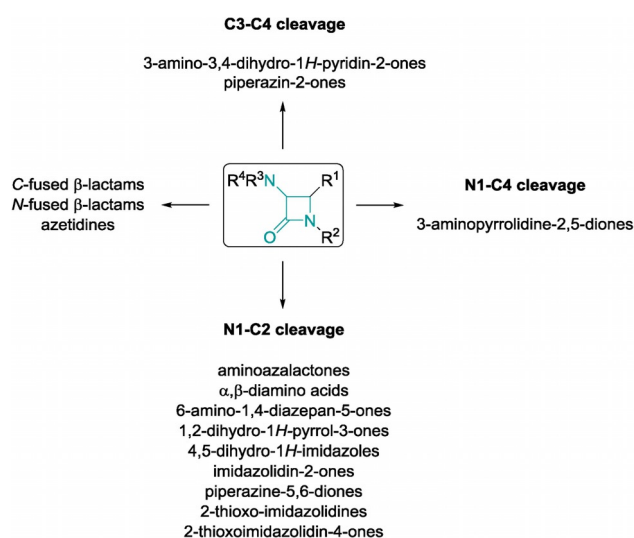 C3-C4 cleavage
3-amino-3,4-dihydro-1H-pyridin-2-ones
piperazin-2-ones
C-fused β-lactams
N-fused β-lactams
azetidines
R⁴R³N
R¹
N
R²
O
N1-C4 cleavage
3-aminopyrrolidine-2,5-diones
N1-C2 cleavage
aminoazalactones
α,β-diamino acids
6-amino-1,4-diazepan-5-ones
1,2-dihydro-1H-pyrrol-3-ones
4,5-dihydro-1H-imidazoles
imidazolidin-2-ones
piperazine-5,6-diones
2-thioxo-imidazolidines
2-thioxoimidazolidin-4-ones